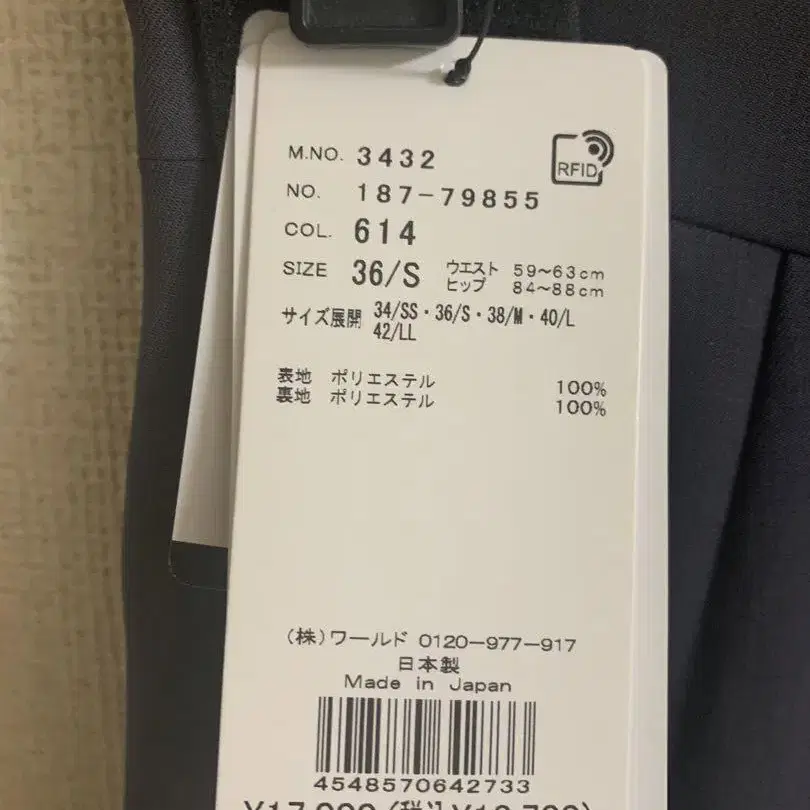 RFID
M.NO. 3432
NO. 187-79855
COL. 614
SIZE 36/S ウエスト 59~63cm
ヒップ 84~88cm
サイズ展開 34/SS・36/S・38/M・40/L
42/LL
表地 ポリエステル 100%
裏地 ポリエステル 100%
(株)ワールド 0120-977-917
日本製
Made in Japan
4548570642733